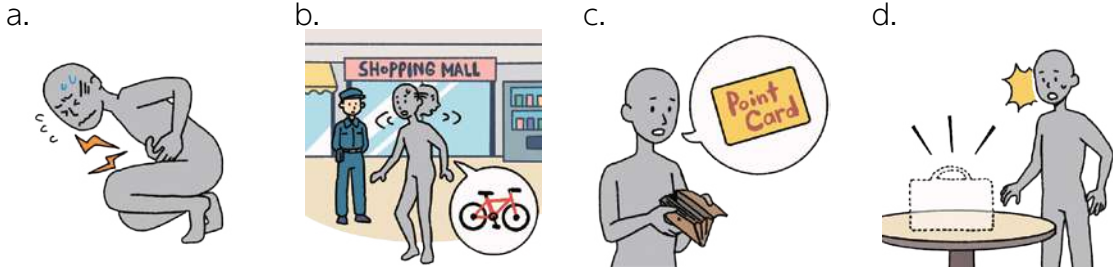 a.
b.
c.
d.
SHOPPING MALL
Point
Card